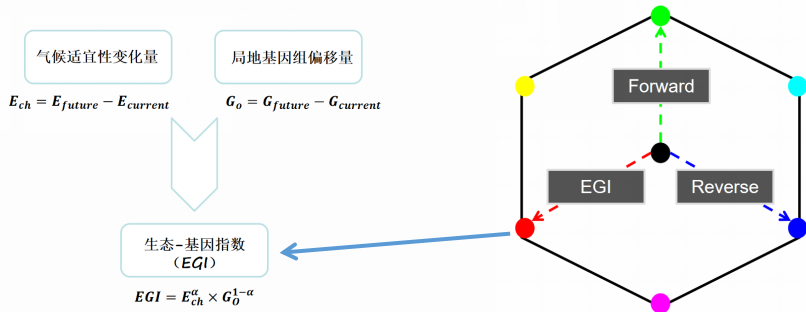 气候适宜性变化量
局地基因组偏移量
E_ch = E_future − E_current
G_o = G_future − G_current
生态-基因指数
（EGI）
EGI = E_ch^α × G_O^{1−α}
Forward
EGI
Reverse